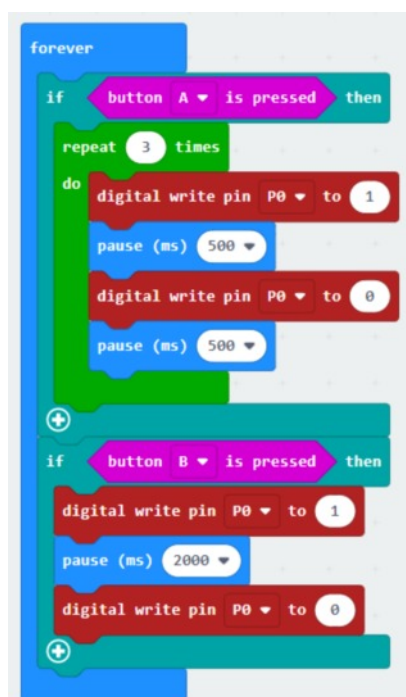 forever
if button A is pressed then
repeat 3 times
do
digital write pin P0 to 1
pause (ms) 500
digital write pin P0 to 0
pause (ms) 500
if button B is pressed then
digital write pin P0 to 1
pause (ms) 2000
digital write pin P0 to 0